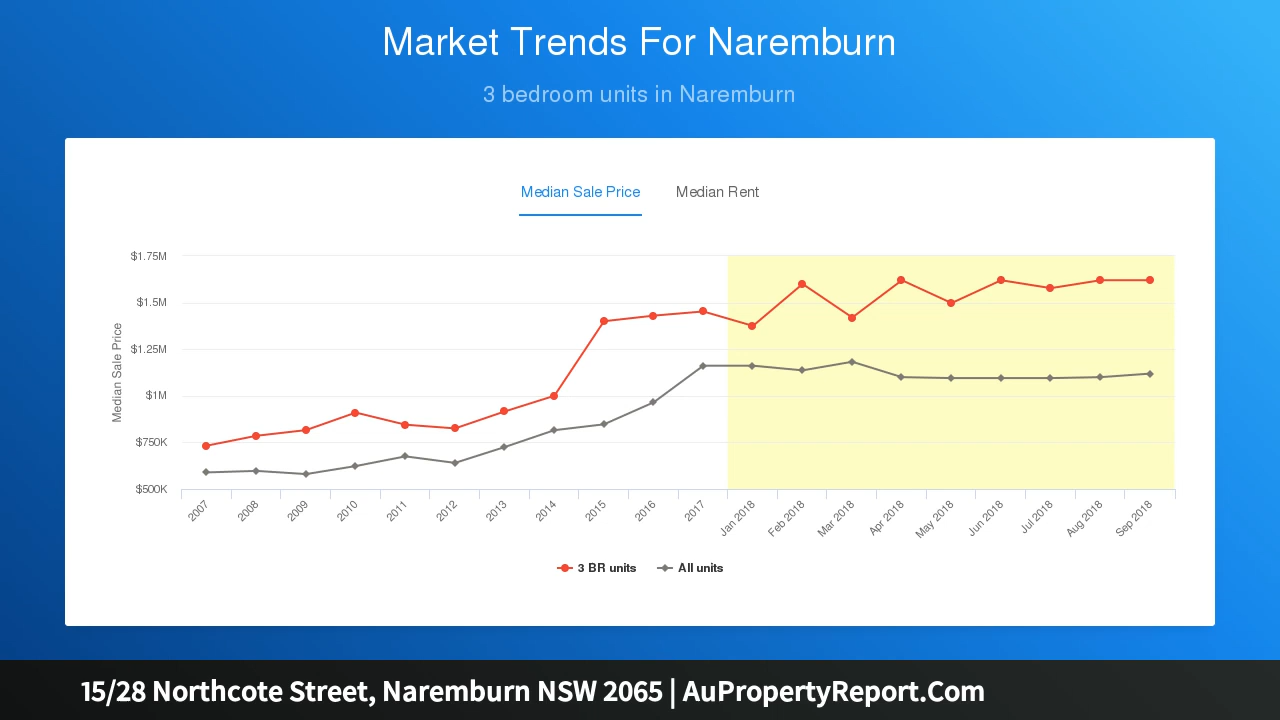 Market Trends For Naremburn
3 bedroom units in Naremburn
Median Sale Price Median Rent
$1.75M
$1.5M
$1.25M
$1M
$750K
$500K
Median Sale Price
2007 2008 2009 2010 2011 2012 2013 2014 2015 2016 2017 Jan 2018 Feb 2018 Mar 2018 Apr 2018 May 2018 Jun 2018 Jul 2018 Aug 2018 Sep 2018
3 BR units All units
15/28 Northcote Street, Naremburn NSW 2065 | AuPropertyReport.Com